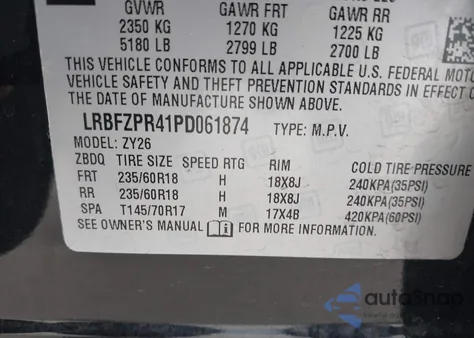 GVWR GAWR FRT GAWR RR
2350 KG 1270 KG 1225 KG
5180 LB 2799 LB 2700 LB
THIS VEHICLE CONFORMS TO ALL APPLICABLE U.S. FEDERAL MOTOR
VEHICLE SAFETY AND THEFT PREVENTION STANDARDS IN EFFECT O
THE DATE OF MANUFACTURE SHOWN ABOVE.
LRBFZPR41PD061874 TYPE: M.P.V.
MODEL: ZY26
ZBDQ TIRE SIZE SPEED RTG RIM COLD TIRE PRESSURE
FRT 235/60R18 H 18X8J 240KPA(35PSI)
RR 235/60R18 H 18X8J 240KPA(35PSI)
SPA T145/70R17 M 17X4B 420KPA(60PSI)
SEE OWNER'S MANUAL FOR MORE INFORMATION.
autoSnap